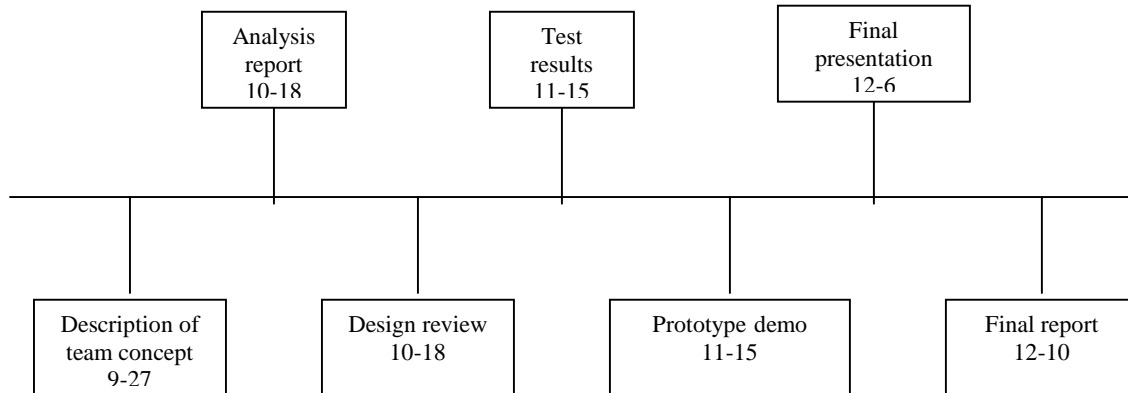 Analysis
report
10-18
Test
results
11-15
Final
presentation
12-6
Description of
team concept
9-27
Design review
10-18
Prototype demo
11-15
Final report
12-10